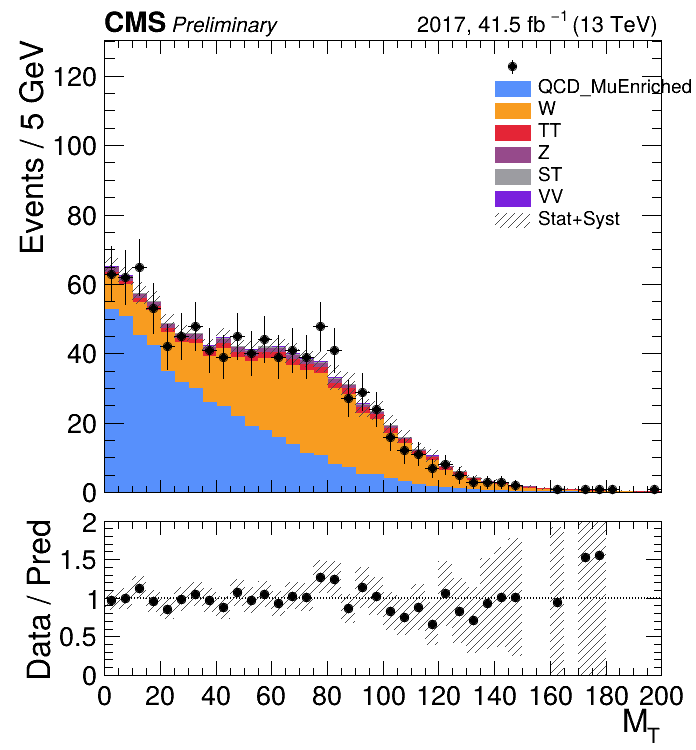 CMS Preliminary 2017, 41.5 fb⁻¹ (13 TeV)
Events / 5 GeV
120
100
80
60
40
20
0
QCD_MuEnriched
W
TT
Z
ST
VV
Stat+Syst
Data / Pred
2
1.5
1
0.5
0
0 20 40 60 80 100 120 140 160 180 200
M_T